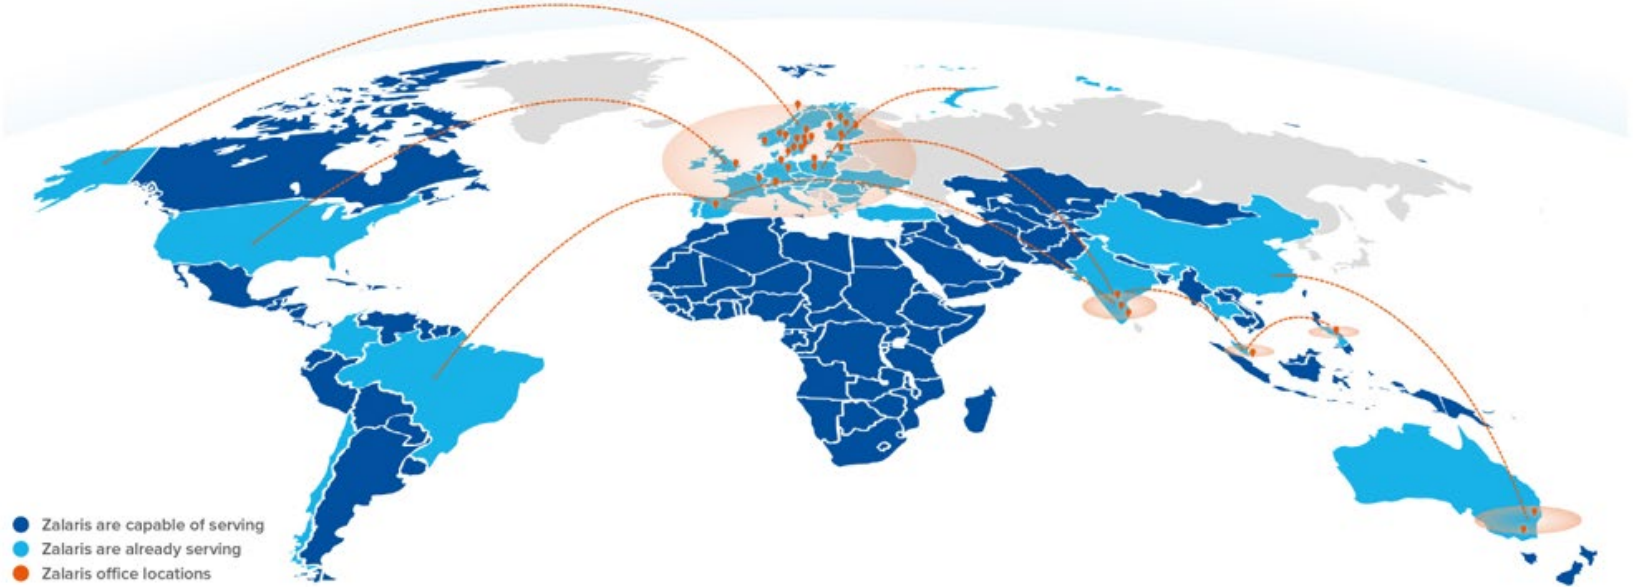 Zalaris are capable of serving
Zalaris are already serving
Zalaris office locations